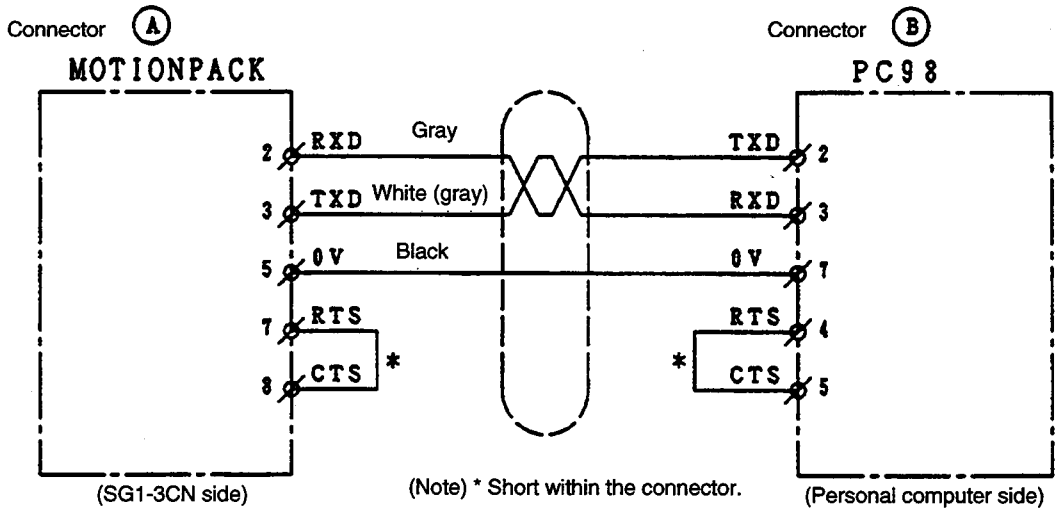 Connector A
MOTIONPACK
Connector B
PC98
2 RXD Gray TXD 2
3 TXD White (gray) RXD 3
5 0V Black 0V 7
7 RTS RTS 4
* *
8 CTS CTS 5
(SG1-3CN side)
(Note) * Short within the connector.
(Personal computer side)